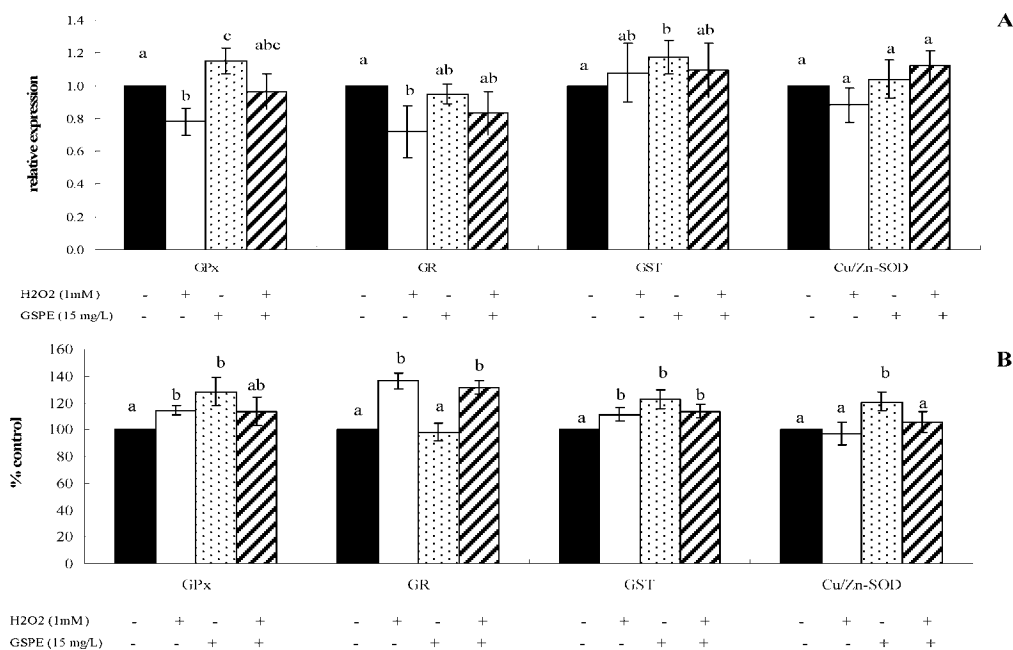 A
relative expression
1.4
1.2
1.0
0.8
0.6
0.4
0.2
0.0
a b c abc
a b ab ab
a ab b ab
a a a a
GPx GR GST Cu/Zn-SOD
H2O2 (1mM) - + - + - + - + - + - + - + - +
GSPE (15 mg/L) - - + + - - + + - - + + - - + +
B
% control
160
140
120
100
80
60
40
20
0
a b b ab
a b a b
a b b b
a a b a
GPx GR GST Cu/Zn-SOD
H2O2 (1mM) - + - + - + - + - + - + - + - +
GSPE (15 mg/L) - - + + - - + + - - + + - - + +